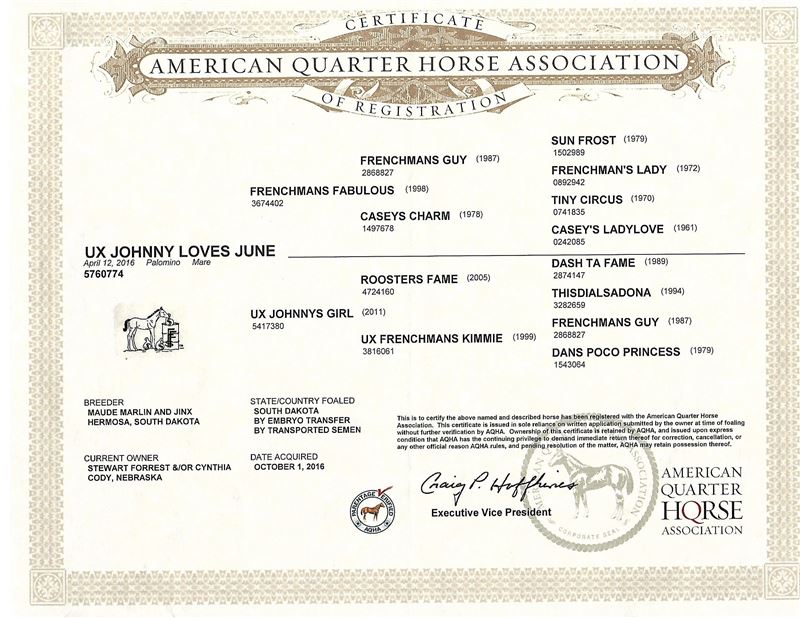 CERTIFICATE
AMERICAN QUARTER HORSE ASSOCIATION
OF REGISTRATION
SUN FROST (1979)
1502989
FRENCHMANS GUY (1987)
2868827
FRENCHMAN'S LADY (1972)
0892942
FRENCHMANS FABULOUS (1998)
3674402
TINY CIRCUS (1970)
0741835
CASEYS CHARM (1978)
1497678
CASEY'S LADYLOVE (1961)
0242085
UX JOHNNY LOVES JUNE
April 12, 2016 Palomino Mare
5760774
DASH TA FAME (1989)
2874147
ROOSTERS FAME (2005)
4724160
THISDIALSADONA (1994)
3282659
UX JOHNNYS GIRL (2011)
5417380
FRENCHMANS GUY (1987)
2868827
UX FRENCHMANS KIMMIE (1999)
3816061
DANS POCO PRINCESS (1979)
1543064
BREEDER
MAUDE MARLIN AND JINX
HERMOSA, SOUTH DAKOTA
STATE/COUNTRY FOALED
SOUTH DAKOTA
BY EMBRYO TRANSFER
BY TRANSPORTED SEMEN
CURRENT OWNER
STEWART FORREST &/OR CYNTHIA
CODY, NEBRASKA
DATE ACQUIRED
OCTOBER 1, 2016
This is to certify the above named and described horse has been registered with the American Quarter Horse
Association. This certificate is issued in sole reliance on written application submitted by the owner at time of foaling
without further verification by AQHA. Ownership of this certificate is retained by AQHA, and issued upon express
condition that AQHA has the continuing privilege to demand immediate return thereof for correction, cancellation, or
any other official reason AQHA rules, and pending resolution of the matter, AQHA may retain possession thereof.
PARENTAGE VERIFIED
AQHA
Craig P. Huffhines
Executive Vice President
CORPORATE SEAL
AMERICAN
QUARTER
HORSE
ASSOCIATION